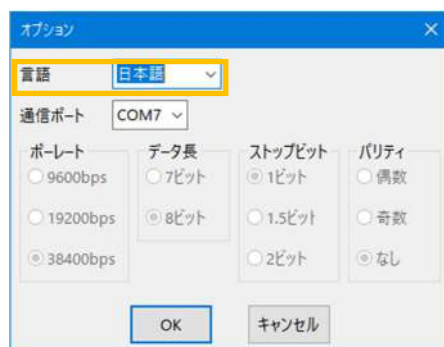 オプション
言語 日本語
通信ポート COM7
ボーレート
9600bps
19200bps
38400bps
データ長
7ビット
8ビット
ストップビット
1ビット
1.5ビット
2ビット
パリティ
偶数
奇数
なし
OK キャンセル